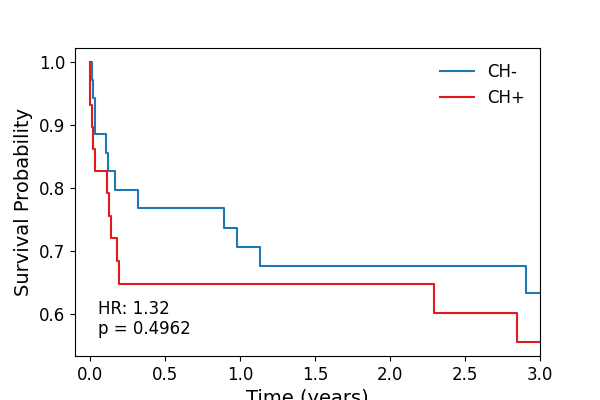 CH-
CH+
Survival Probability
1.0
0.9
0.8
0.7
0.6
HR: 1.32
p = 0.4962
0.0 0.5 1.0 1.5 2.0 2.5 3.0
Time (years)